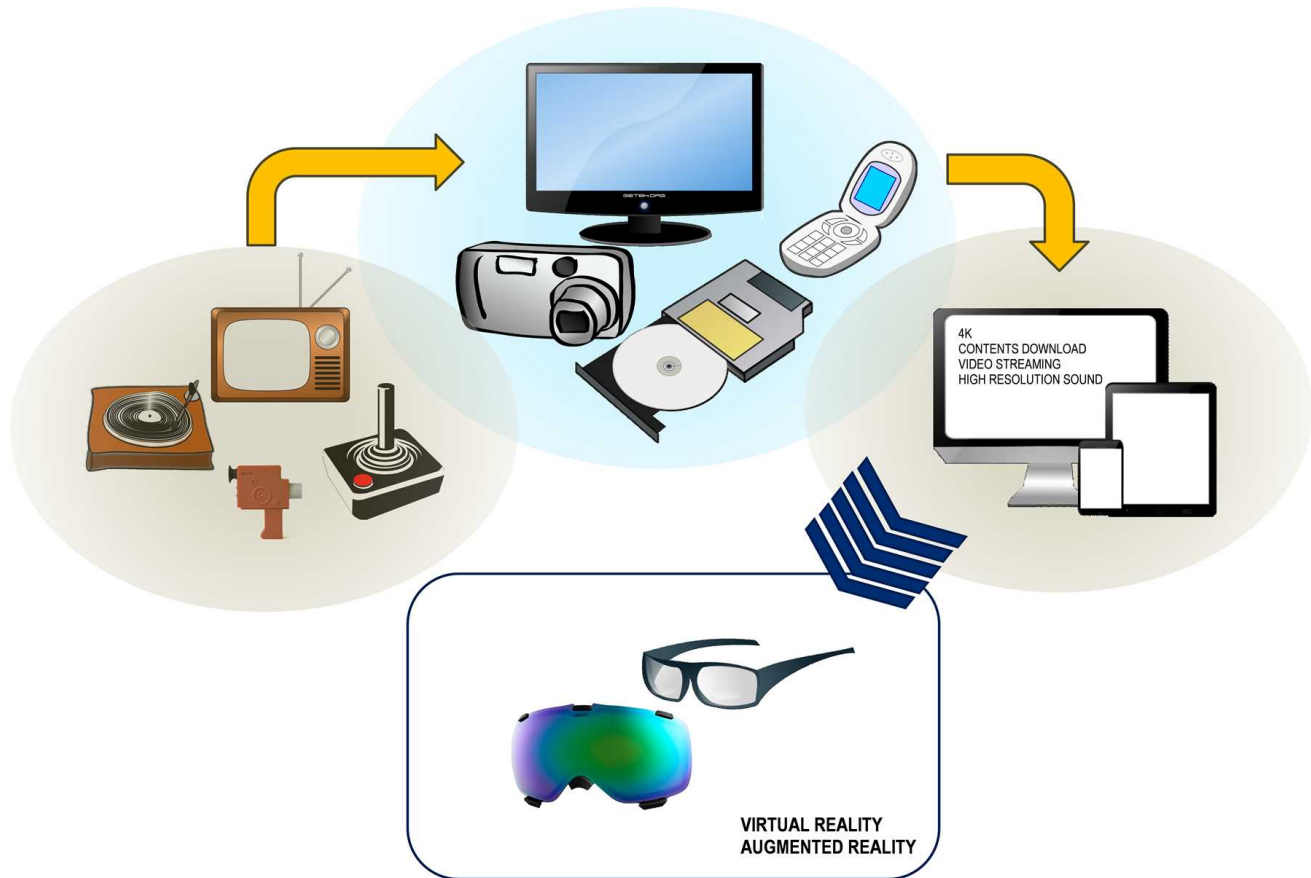 4K
CONTENTS DOWNLOAD
VIDEO STREAMING
HIGH RESOLUTION SOUND
VIRTUAL REALITY
AUGMENTED REALITY